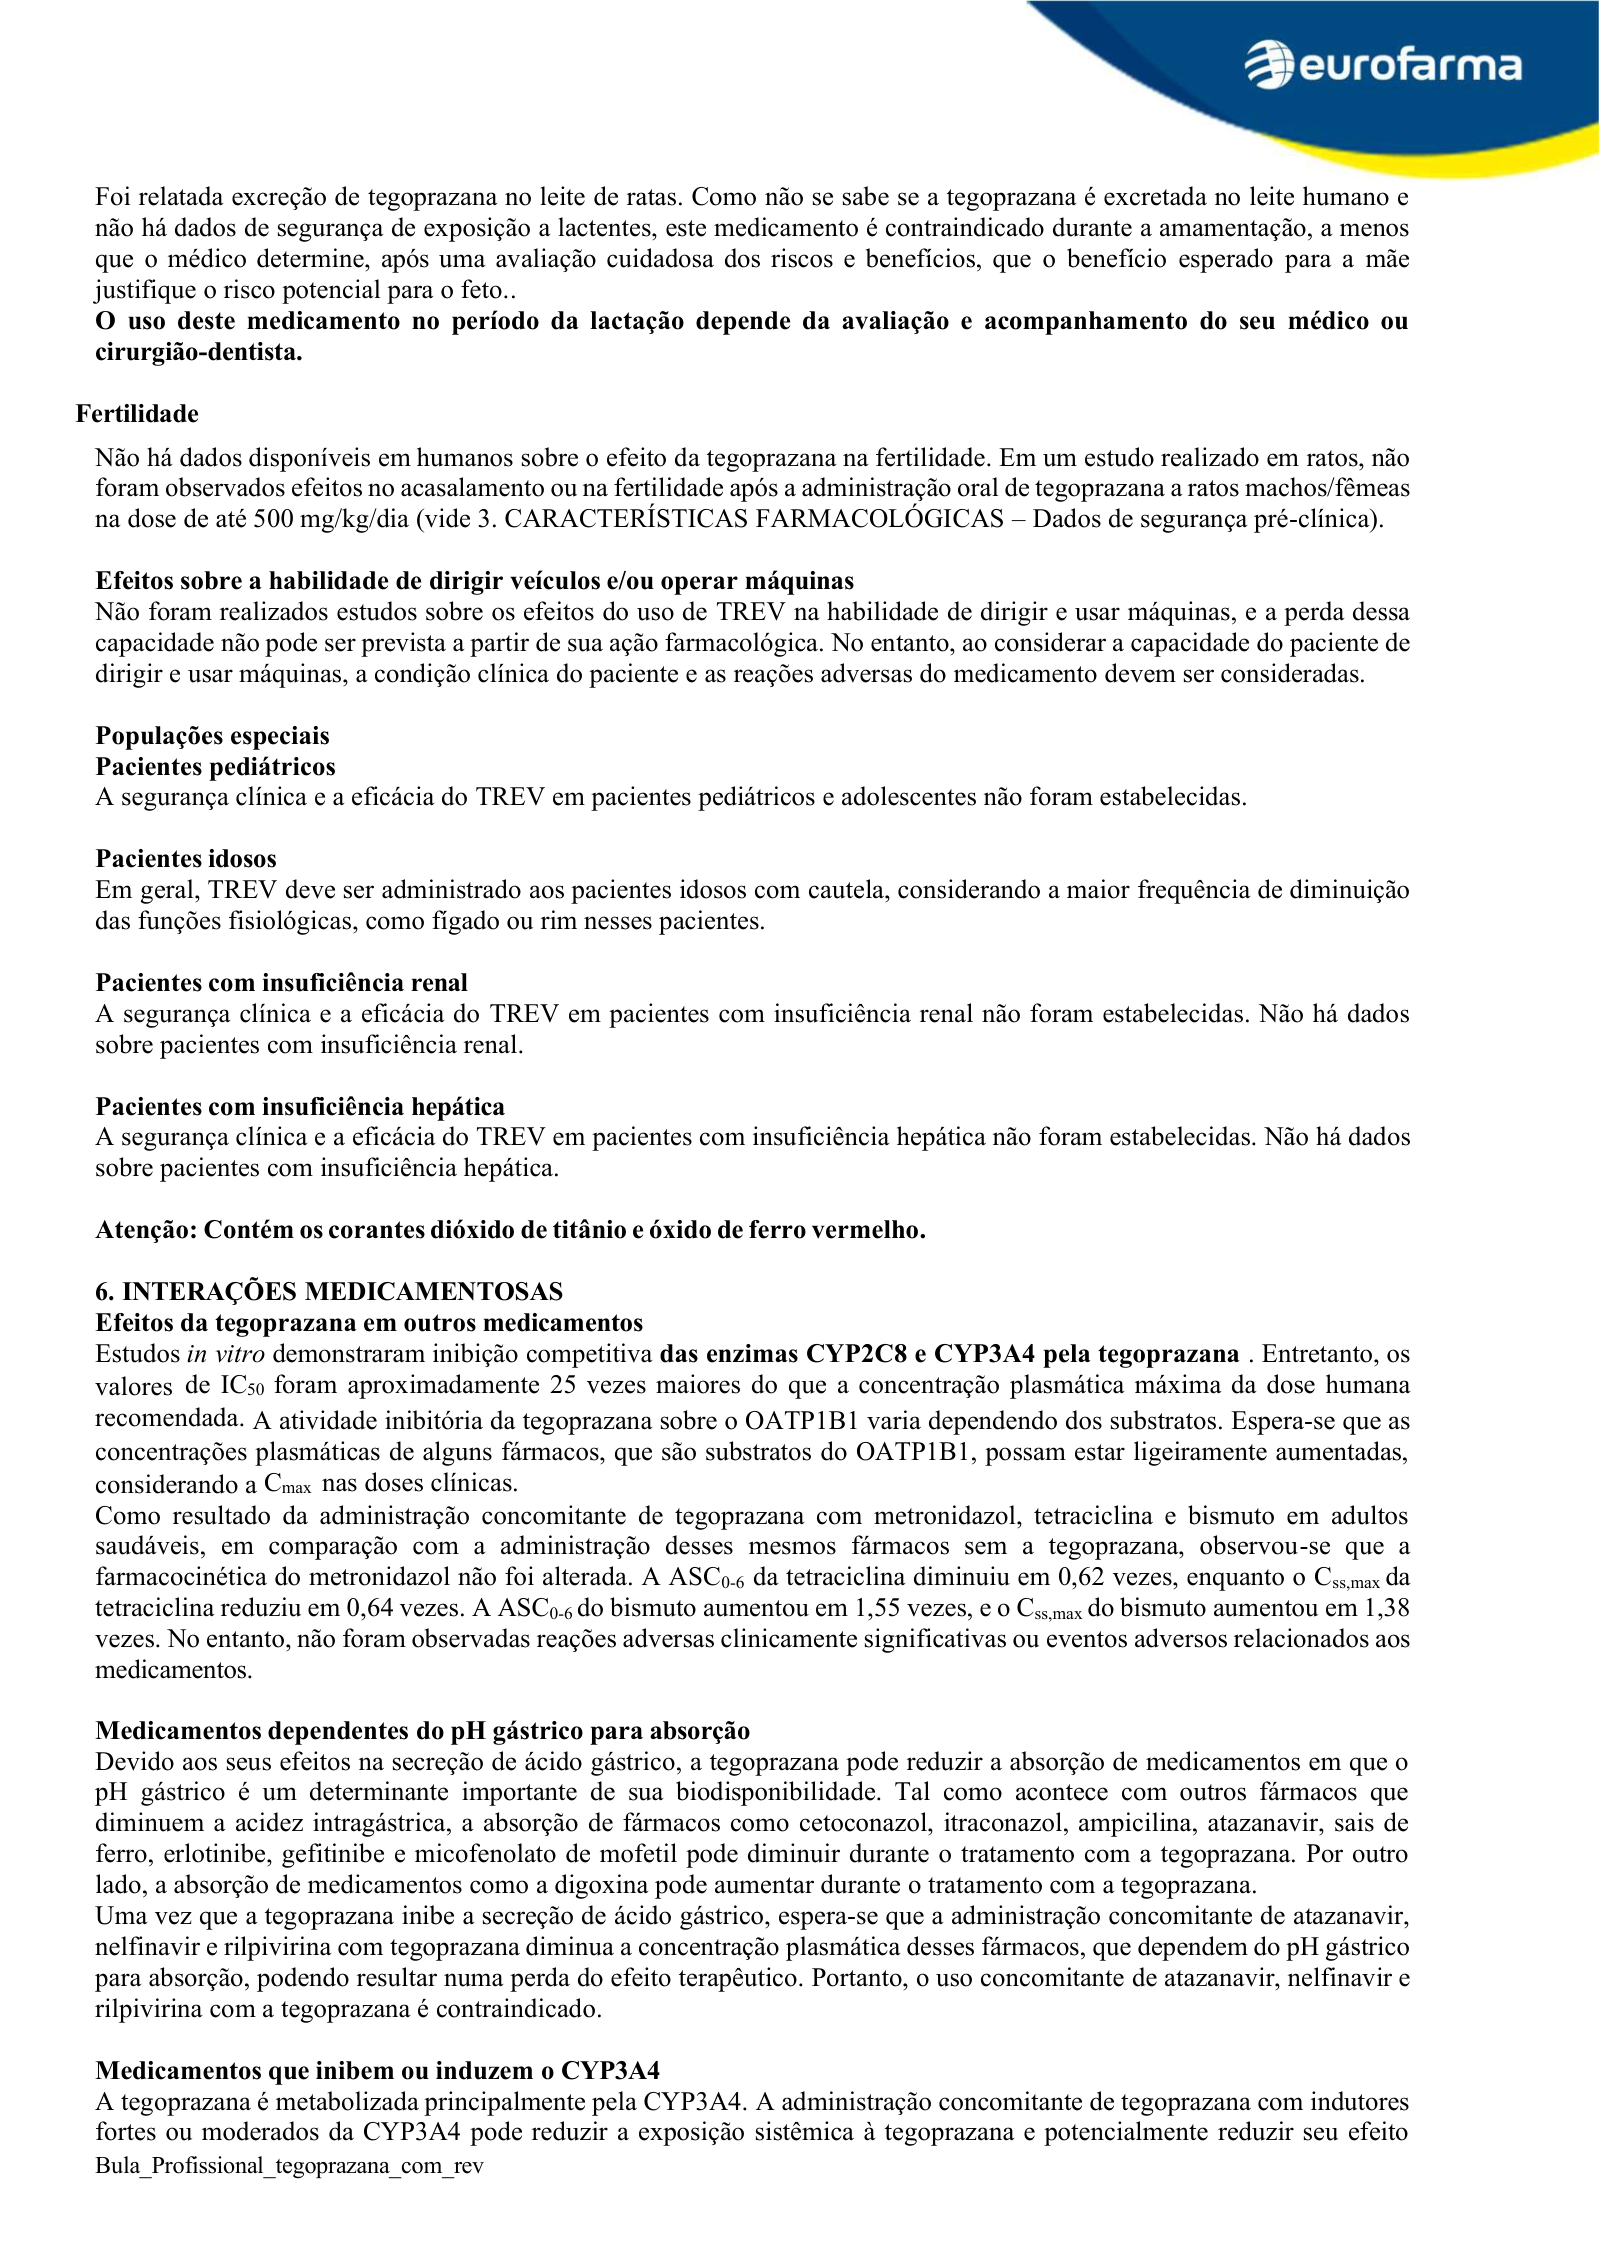 eurofarma
Foi relatada excreção de tegoprazana no leite de ratas. Como não se sabe se a tegoprazana é excretada no leite humano e
não há dados de segurança de exposição a lactentes, este medicamento é contraindicado durante a amamentação, a menos
que o médico determine, após uma avaliação cuidadosa dos riscos e benefícios, que o benefício esperado para a mãe
justifique o risco potencial para o feto..
O uso deste medicamento no período da lactação depende da avaliação e acompanhamento do seu médico ou
cirurgião-dentista.
Fertilidade
Não há dados disponíveis em humanos sobre o efeito da tegoprazana na fertilidade. Em um estudo realizado em ratos, não
foram observados efeitos no acasalamento ou na fertilidade após a administração oral de tegoprazana a ratos machos/fêmeas
na dose de até 500 mg/kg/dia (vide 3. CARACTERÍSTICAS FARMACOLÓGICAS – Dados de segurança pré-clínica).
Efeitos sobre a habilidade de dirigir veículos e/ou operar máquinas
Não foram realizados estudos sobre os efeitos do uso de TREV na habilidade de dirigir e usar máquinas, e a perda dessa
capacidade não pode ser prevista a partir de sua ação farmacológica. No entanto, ao considerar a capacidade do paciente de
dirigir e usar máquinas, a condição clínica do paciente e as reações adversas do medicamento devem ser consideradas.
Populações especiais
Pacientes pediátricos
A segurança clínica e a eficácia do TREV em pacientes pediátricos e adolescentes não foram estabelecidas.
Pacientes idosos
Em geral, TREV deve ser administrado aos pacientes idosos com cautela, considerando a maior frequência de diminuição
das funções fisiológicas, como fígado ou rim nesses pacientes.
Pacientes com insuficiência renal
A segurança clínica e a eficácia do TREV em pacientes com insuficiência renal não foram estabelecidas. Não há dados
sobre pacientes com insuficiência renal.
Pacientes com insuficiência hepática
A segurança clínica e a eficácia do TREV em pacientes com insuficiência hepática não foram estabelecidas. Não há dados
sobre pacientes com insuficiência hepática.
Atenção: Contém os corantes dióxido de titânio e óxido de ferro vermelho.
6. INTERAÇÕES MEDICAMENTOSAS
Efeitos da tegoprazana em outros medicamentos
Estudos in vitro demonstraram inibição competitiva das enzimas CYP2C8 e CYP3A4 pela tegoprazana . Entretanto, os
valores de IC50 foram aproximadamente 25 vezes maiores do que a concentração plasmática máxima da dose humana
recomendada. A atividade inibitória da tegoprazana sobre o OATP1B1 varia dependendo dos substratos. Espera-se que as
concentrações plasmáticas de alguns fármacos, que são substratos do OATP1B1, possam estar ligeiramente aumentadas,
considerando a Cmax nas doses clínicas.
Como resultado da administração concomitante de tegoprazana com metronidazol, tetraciclina e bismuto em adultos
saudáveis, em comparação com a administração desses mesmos fármacos sem a tegoprazana, observou-se que a
farmacocinética do metronidazol não foi alterada. A ASC0-6 da tetraciclina diminuiu em 0,62 vezes, enquanto o Css,max da
tetraciclina reduziu em 0,64 vezes. A ASC0-6 do bismuto aumentou em 1,55 vezes, e o Css,max do bismuto aumentou em 1,38
vezes. No entanto, não foram observadas reações adversas clinicamente significativas ou eventos adversos relacionados aos
medicamentos.
Medicamentos dependentes do pH gástrico para absorção
Devido aos seus efeitos na secreção de ácido gástrico, a tegoprazana pode reduzir a absorção de medicamentos em que o
pH gástrico é um determinante importante de sua biodisponibilidade. Tal como acontece com outros fármacos que
diminuem a acidez intragástrica, a absorção de fármacos como cetoconazol, itraconazol, ampicilina, atazanavir, sais de
ferro, erlotinibe, gefitinibe e micofenolato de mofetil pode diminuir durante o tratamento com a tegoprazana. Por outro
lado, a absorção de medicamentos como a digoxina pode aumentar durante o tratamento com a tegoprazana.
Uma vez que a tegoprazana inibe a secreção de ácido gástrico, espera-se que a administração concomitante de atazanavir,
nelfinavir e rilpivirina com tegoprazana diminua a concentração plasmática desses fármacos, que dependem do pH gástrico
para absorção, podendo resultar numa perda do efeito terapêutico. Portanto, o uso concomitante de atazanavir, nelfinavir e
rilpivirina com a tegoprazana é contraindicado.
Medicamentos que inibem ou induzem o CYP3A4
A tegoprazana é metabolizada principalmente pela CYP3A4. A administração concomitante de tegoprazana com indutores
fortes ou moderados da CYP3A4 pode reduzir a exposição sistêmica à tegoprazana e potencialmente reduzir seu efeito
Bula_Profissional_tegoprazana_com_rev